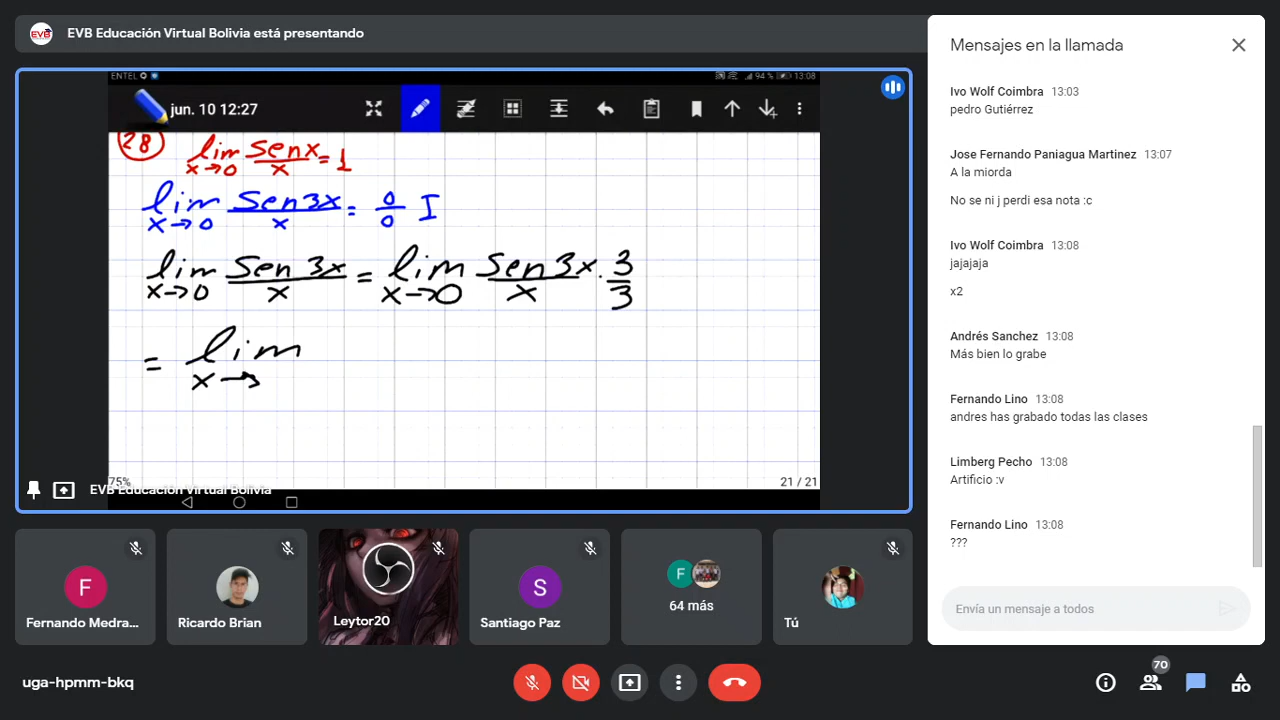 EVB Educación Virtual Bolivia está presentando
ENTEL 94 % 13:08
jun. 10 12:27
28 lim x→0 sen x / x = 1
lim x→0 sen 3x / x = 0/0 I
lim x→0 sen 3x / x = lim x→0 sen 3x / x · 3/3
= lim x→
75% 21 / 21
EVB Educación Virtual Bolivia
Fernando Medra...
Ricardo Brian
Leytor20
S
Santiago Paz
F
64 más
Tú
F
uga-hpmm-bkq
Mensajes en la llamada
Ivo Wolf Coimbra 13:03
pedro Gutiérrez
Jose Fernando Paniagua Martinez 13:07
A la miorda
No se ni j perdi esa nota :c
Ivo Wolf Coimbra 13:08
jajajaja
x2
Andrés Sanchez 13:08
Más bien lo grabe
Fernando Lino 13:08
andres has grabado todas las clases
Limberg Pecho 13:08
Artificio :v
Fernando Lino 13:08
???
Envía un mensaje a todos
70